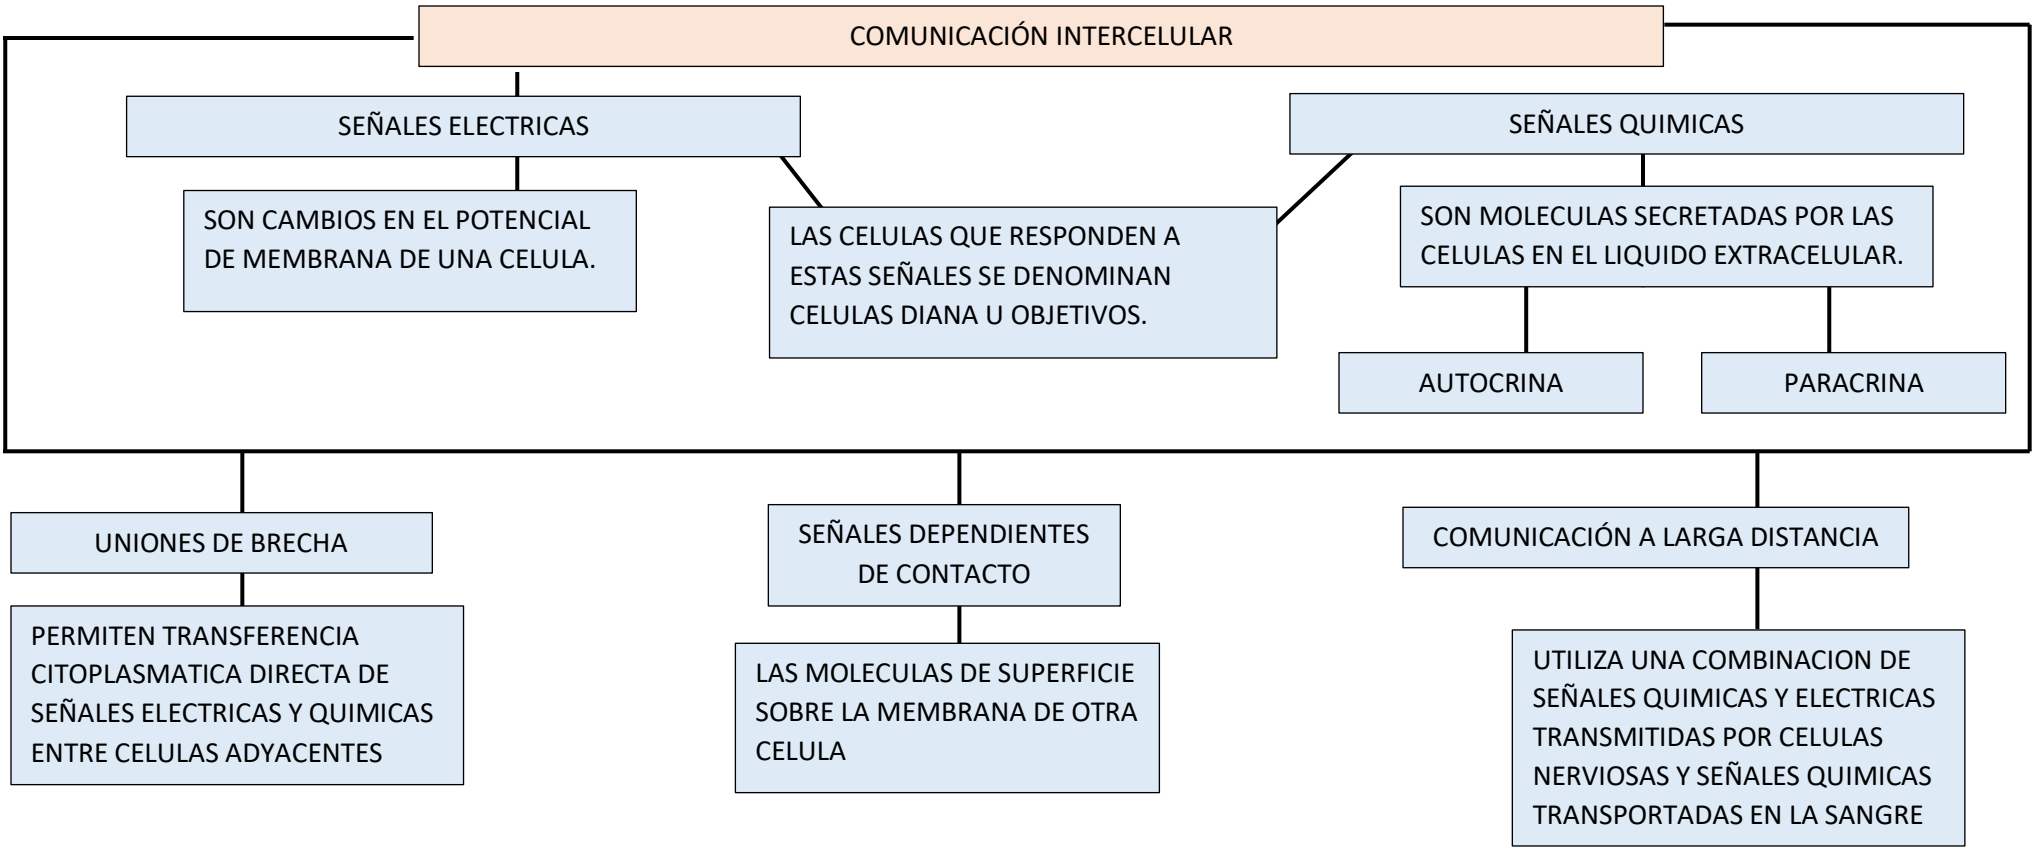 COMUNICACIÓN INTERCELULAR
SEÑALES ELECTRICAS
SEÑALES QUIMICAS
SON CAMBIOS EN EL POTENCIAL
DE MEMBRANA DE UNA CELULA.
LAS CELULAS QUE RESPONDEN A
ESTAS SEÑALES SE DENOMINAN
CELULAS DIANA U OBJETIVOS.
SON MOLECULAS SECRETADAS POR LAS
CELULAS EN EL LIQUIDO EXTRACELULAR.
AUTOCRINA
PARACRINA
UNIONES DE BRECHA
PERMITEN TRANSFERENCIA
CITOPLASMATICA DIRECTA DE
SEÑALES ELECTRICAS Y QUIMICAS
ENTRE CELULAS ADYACENTES
SEÑALES DEPENDIENTES
DE CONTACTO
LAS MOLECULAS DE SUPERFICIE
SOBRE LA MEMBRANA DE OTRA
CELULA
COMUNICACIÓN A LARGA DISTANCIA
UTILIZA UNA COMBINACION DE
SEÑALES QUIMICAS Y ELECTRICAS
TRANSMITIDAS POR CELULAS
NERVIOSAS Y SEÑALES QUIMICAS
TRANSPORTADAS EN LA SANGRE